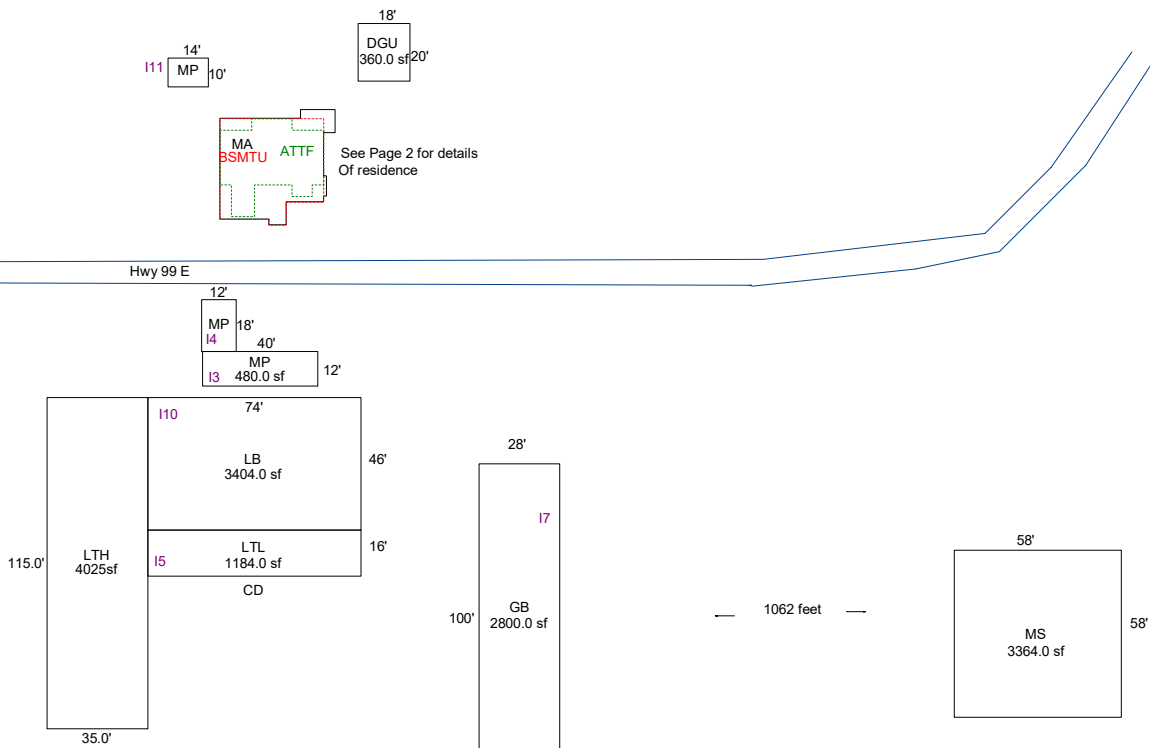 18'
DGU
360.0 sf
20'
14'
I11
MP
10'
MA
BSMTU
ATTF
See Page 2 for details
Of residence
Hwy 99 E
12'
MP
18'
I4
40'
MP
480.0 sf
I3
12'
74'
I10
LB
3404.0 sf
46'
28'
I7
LTH
4025sf
115.0'
35.0'
I5
LTL
1184.0 sf
16'
CD
GB
2800.0 sf
100'
1062 feet
58'
MS
3364.0 sf
58'